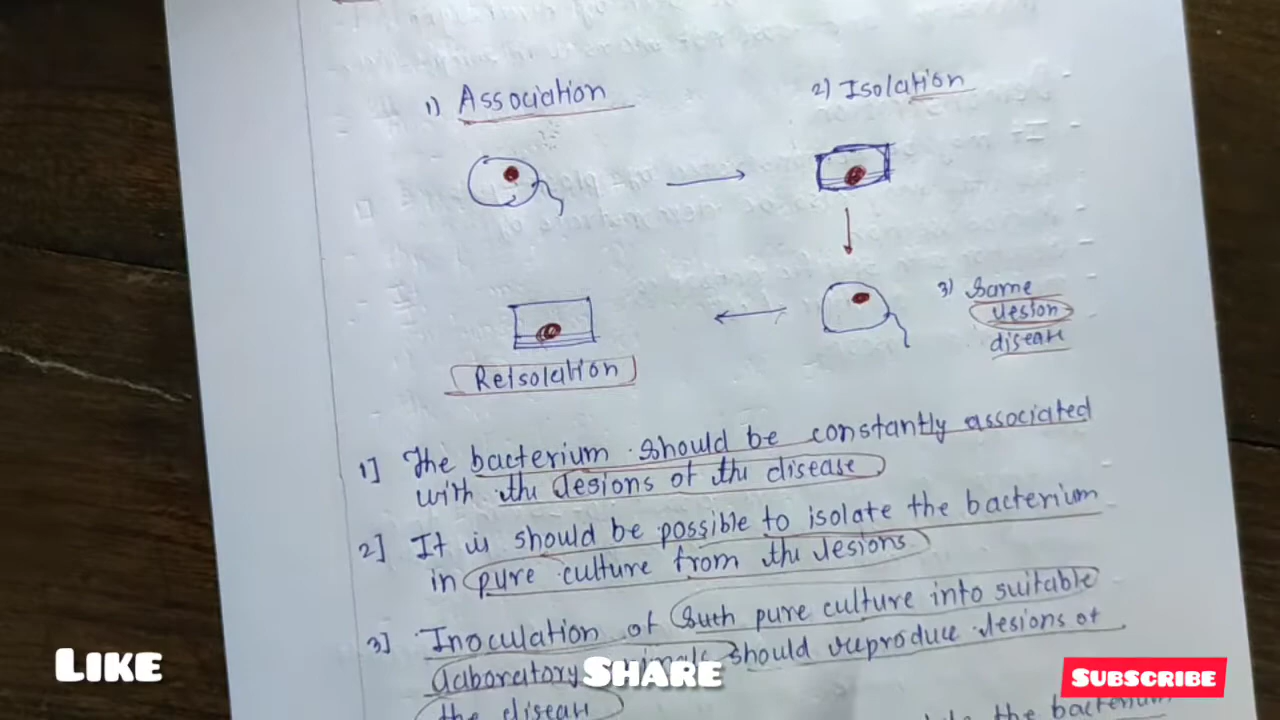 1) Association
2) Isolation
3) Same
lesion
disease
Reisolation
1] The bacterium should be constantly associated
with the lesions of the disease
2] It is should be possible to isolate the bacterium
in pure culture from the lesions
3] Inoculation of such pure culture into suitable
laboratory should reproduce lesions of
the disease
the bacterium
LIKE
SHARE
SUBSCRIBE